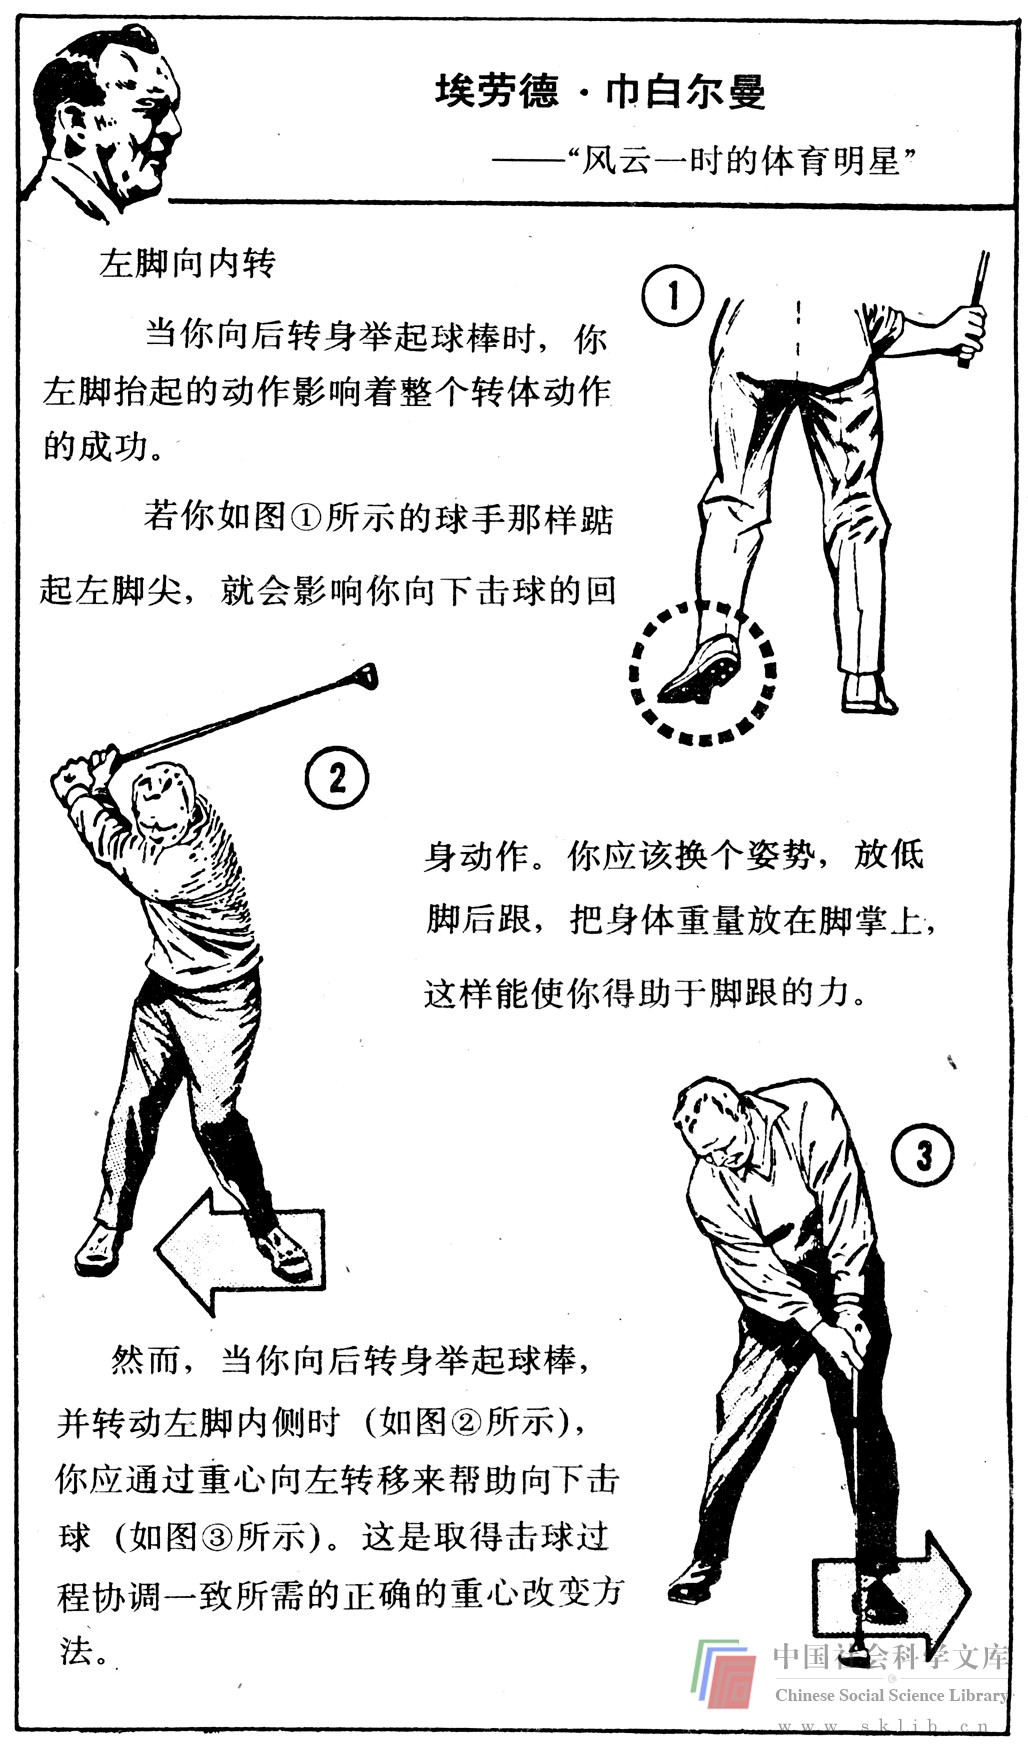 埃劳德·巾白尔曼
——“风云一时的体育明星”
左脚向内转
①
当你向后转身举起球棒时，你
左脚抬起的动作影响着整个转体动作
的成功。
若你如图①所示的球手那样踮
起左脚尖，就会影响你向下击球的回
②
身动作。你应该换个姿势，放低
脚后跟，把身体重量放在脚掌上，
这样能使你得助于脚跟的力。
③
然而，当你向后转身举起球棒，
并转动左脚内侧时（如图②所示），
你应通过重心向左转移来帮助向下击
球（如图③所示）。这是取得击球过
程协调一致所需的正确的重心改变方
法。
中国社会科学文库
Chinese Social Science Library
www.sklib.cn